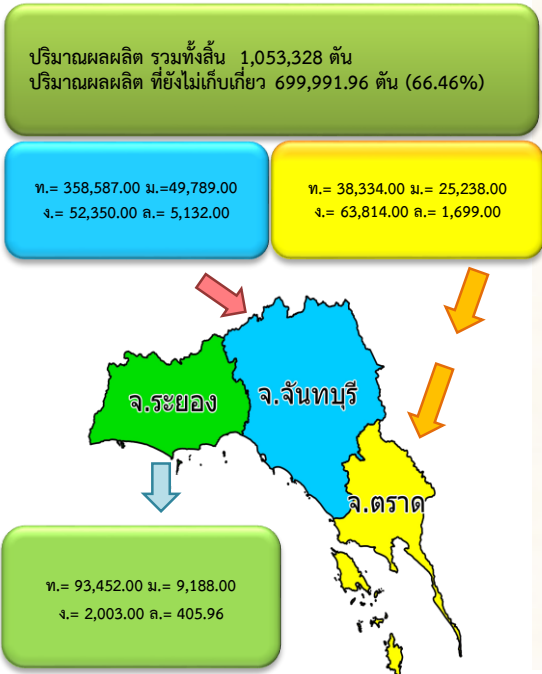 ปริมาณผลผลิต รวมทั้งสิ้น 1,053,328 ตัน
ปริมาณผลผลิต ที่ยังไม่เก็บเกี่ยว 699,991.96 ตัน (66.46%)
ท.= 358,587.00 ม.=49,789.00
ง.= 52,350.00 ล.= 5,132.00
ท.= 38,334.00 ม.= 25,238.00
ง.= 63,814.00 ล.= 1,699.00
จ.ระยอง
จ.จันทบุรี
จ.ตราด
ท.= 93,452.00 ม.= 9,188.00
ง.= 2,003.00 ล.= 405.96